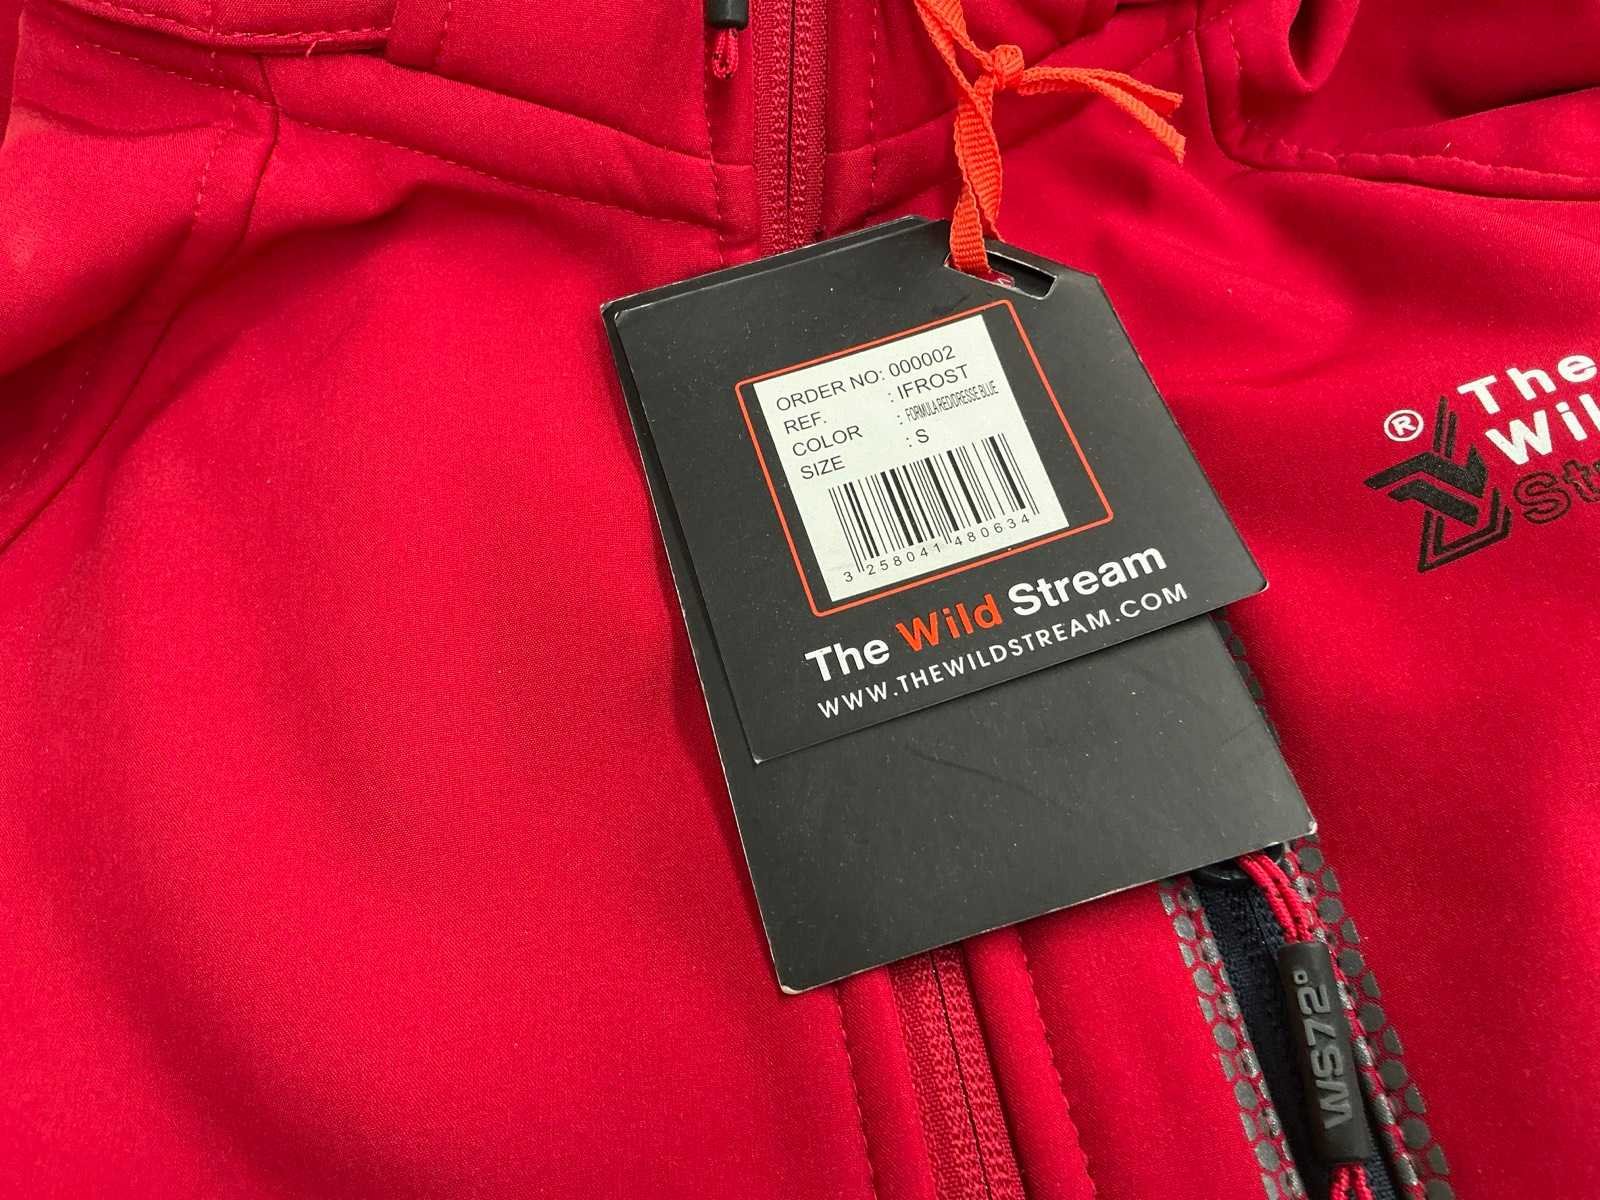 ORDER NO: 000002
REF. : IFROST
COLOR : FORMULA RED/DRESSE BLUE
SIZE : S
3 258041 480634
The Wild Stream
WWW.THEWILDSTREAM.COM
® The
Wil
St
WS72°